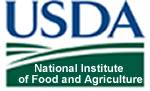 USDA
National Institute
of Food and Agriculture